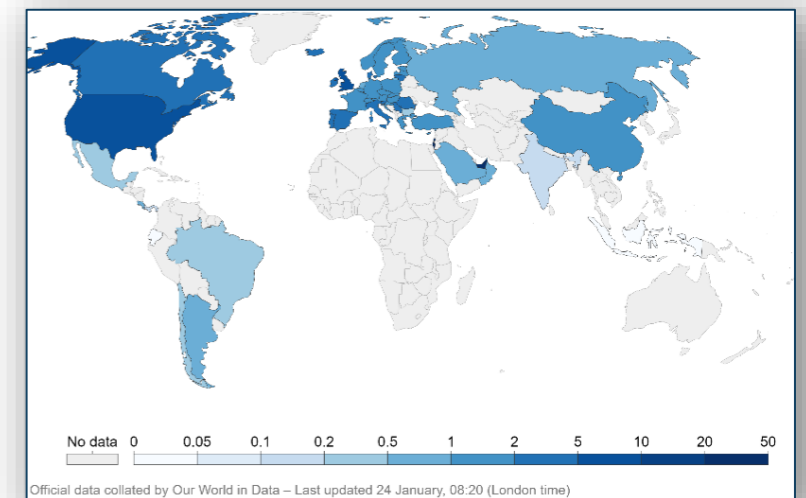 No data 0 0.05 0.1 0.2 0.5 1 2 5 10 20 50
Official data collated by Our World in Data – Last updated 24 January, 08:20 (London time)